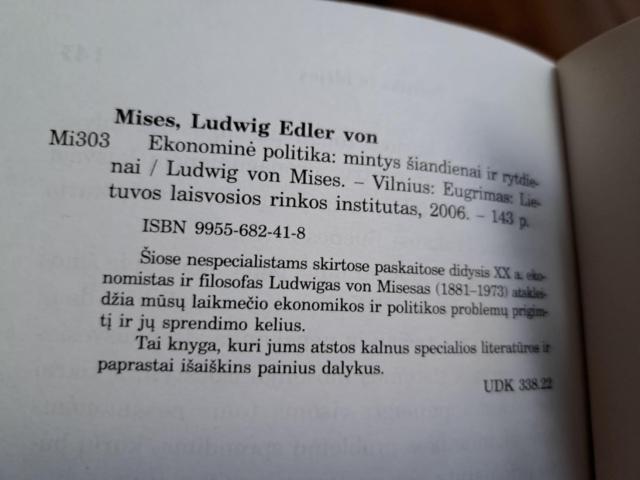 Mises, Ludwig Edler von
Mi303 Ekonominė politika: mintys šiandienai ir rytdie-
nai / Ludwig von Mises. – Vilnius: Eugrimas: Lie-
tuvos laisvosios rinkos institutas, 2006. – 143 p.
ISBN 9955-682-41-8
Šiose nespecialistams skirtose paskaitose didysis XX a. eko-
nomistas ir filosofas Ludwigas von Misesas (1881–1973) atsklei-
džia mūsų laikmečio ekonomikos ir politikos problemų prigim-
tį ir jų sprendimo kelius.
Tai knyga, kuri jums atstos kalnus specialios literatūros ir
paprastai išaiškins painius dalykus.
UDK 338.22